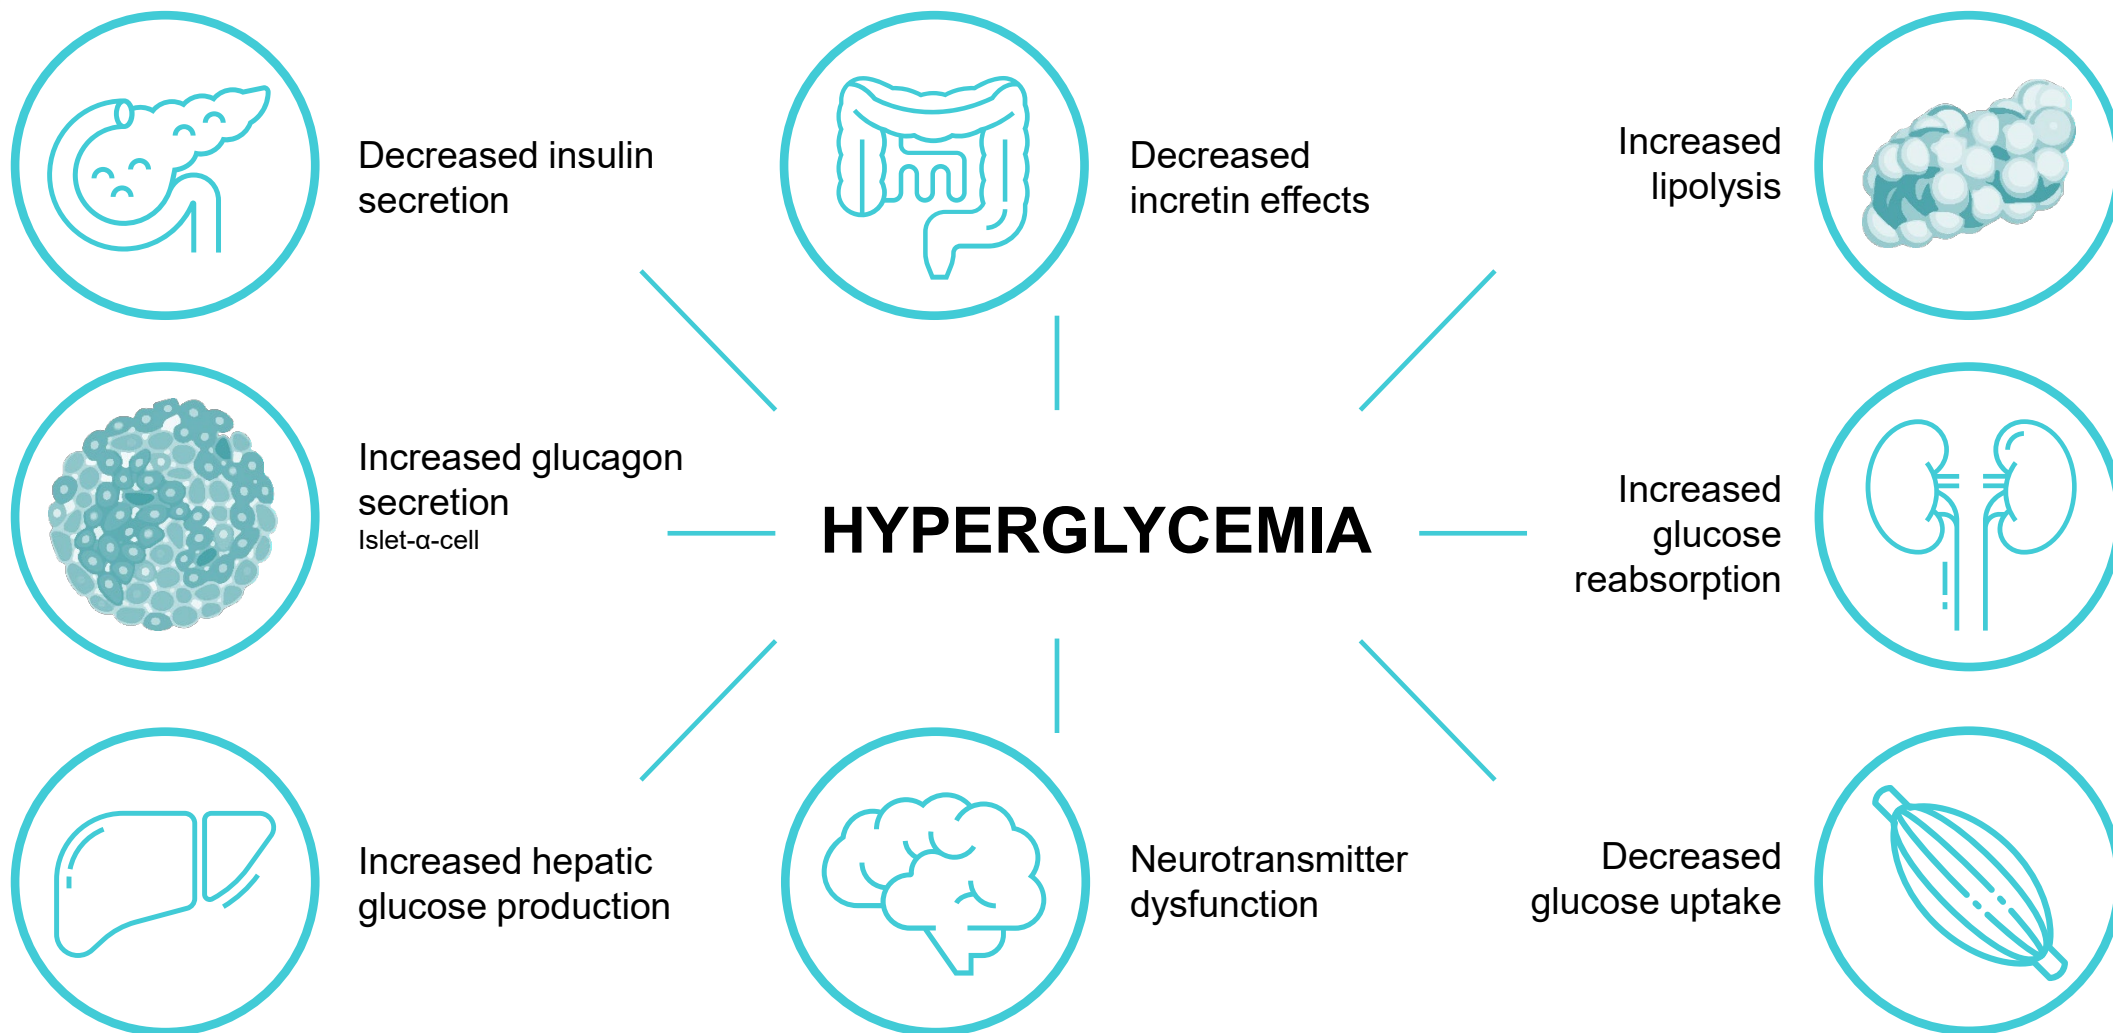 Decreased insulin
secretion
Decreased
incretin effects
Increased
lipolysis
Increased glucagon
secretion
Islet-α-cell
HYPERGLYCEMIA
Increased
glucose
reabsorption
Increased hepatic
glucose production
Neurotransmitter
dysfunction
Decreased
glucose uptake